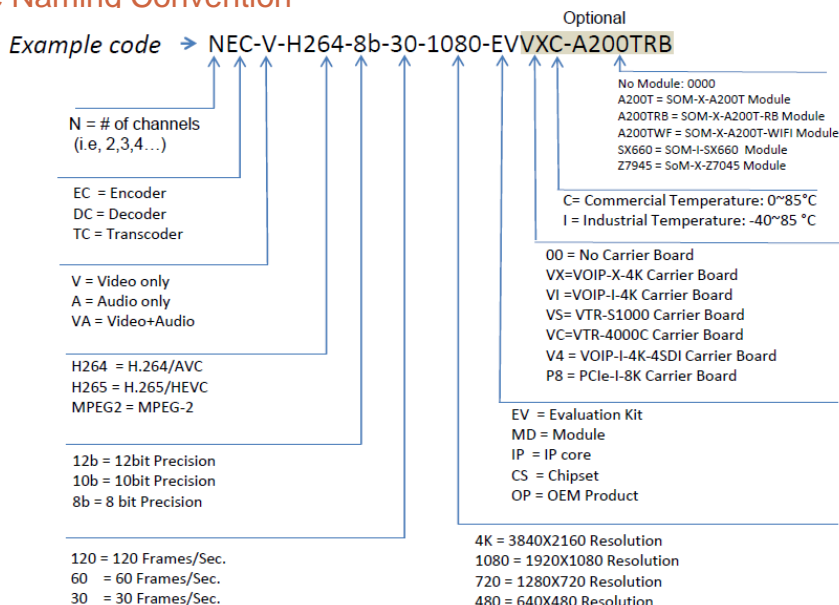 Naming Convention
Optional
Example code → NEC-V-H264-8b-30-1080-EVVXC-A200TRB
No Module: 0000
A200T = SOM-X-A200T Module
A200TRB = SOM-X-A200T-RB Module
A200TWF = SOM-X-A200T-WIFI Module
SX660 = SOM-I-SX660 Module
Z7945 = SoM-X-Z7045 Module
N = # of channels
(i.e, 2,3,4…)
C= Commercial Temperature: 0~85°C
I = Industrial Temperature: -40~85 °C
EC = Encoder
DC = Decoder
TC = Transcoder
00 = No Carrier Board
VX=VOIP-X-4K Carrier Board
VI =VOIP-I-4K Carrier Board
VS= VTR-S1000 Carrier Board
VC=VTR-4000C Carrier Board
V4 = VOIP-I-4K-4SDI Carrier Board
P8 = PCIe-I-8K Carrier Board
V = Video only
A = Audio only
VA = Video+Audio
H264 = H.264/AVC
H265 = H.265/HEVC
MPEG2 = MPEG-2
EV = Evaluation Kit
MD = Module
IP = IP core
CS = Chipset
OP = OEM Product
12b = 12bit Precision
10b = 10bit Precision
8b = 8 bit Precision
120 = 120 Frames/Sec.
60 = 60 Frames/Sec.
30 = 30 Frames/Sec.
4K = 3840X2160 Resolution
1080 = 1920X1080 Resolution
720 = 1280X720 Resolution
480 = 640X480 Resolution